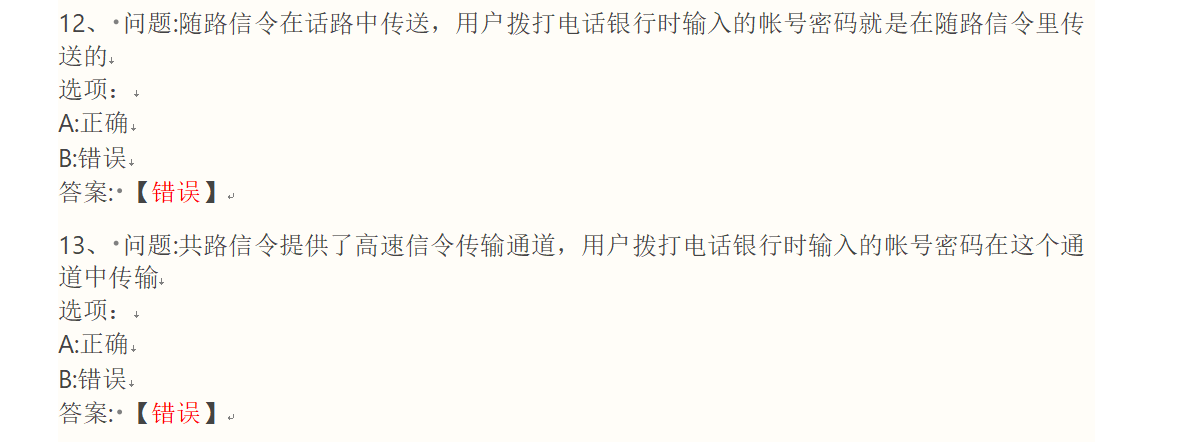 12、 问题:随路信令在话路中传送，用户拨打电话银行时输入的帐号密码就是在随路信令里传
送的↓
选项：↓
A:正确↓
B:错误↓
答案: 【错误】↵
13、 问题:共路信令提供了高速信令传输通道，用户拨打电话银行时输入的帐号密码在这个通
道中传输↓
选项：↓
A:正确↓
B:错误↓
答案: 【错误】↵